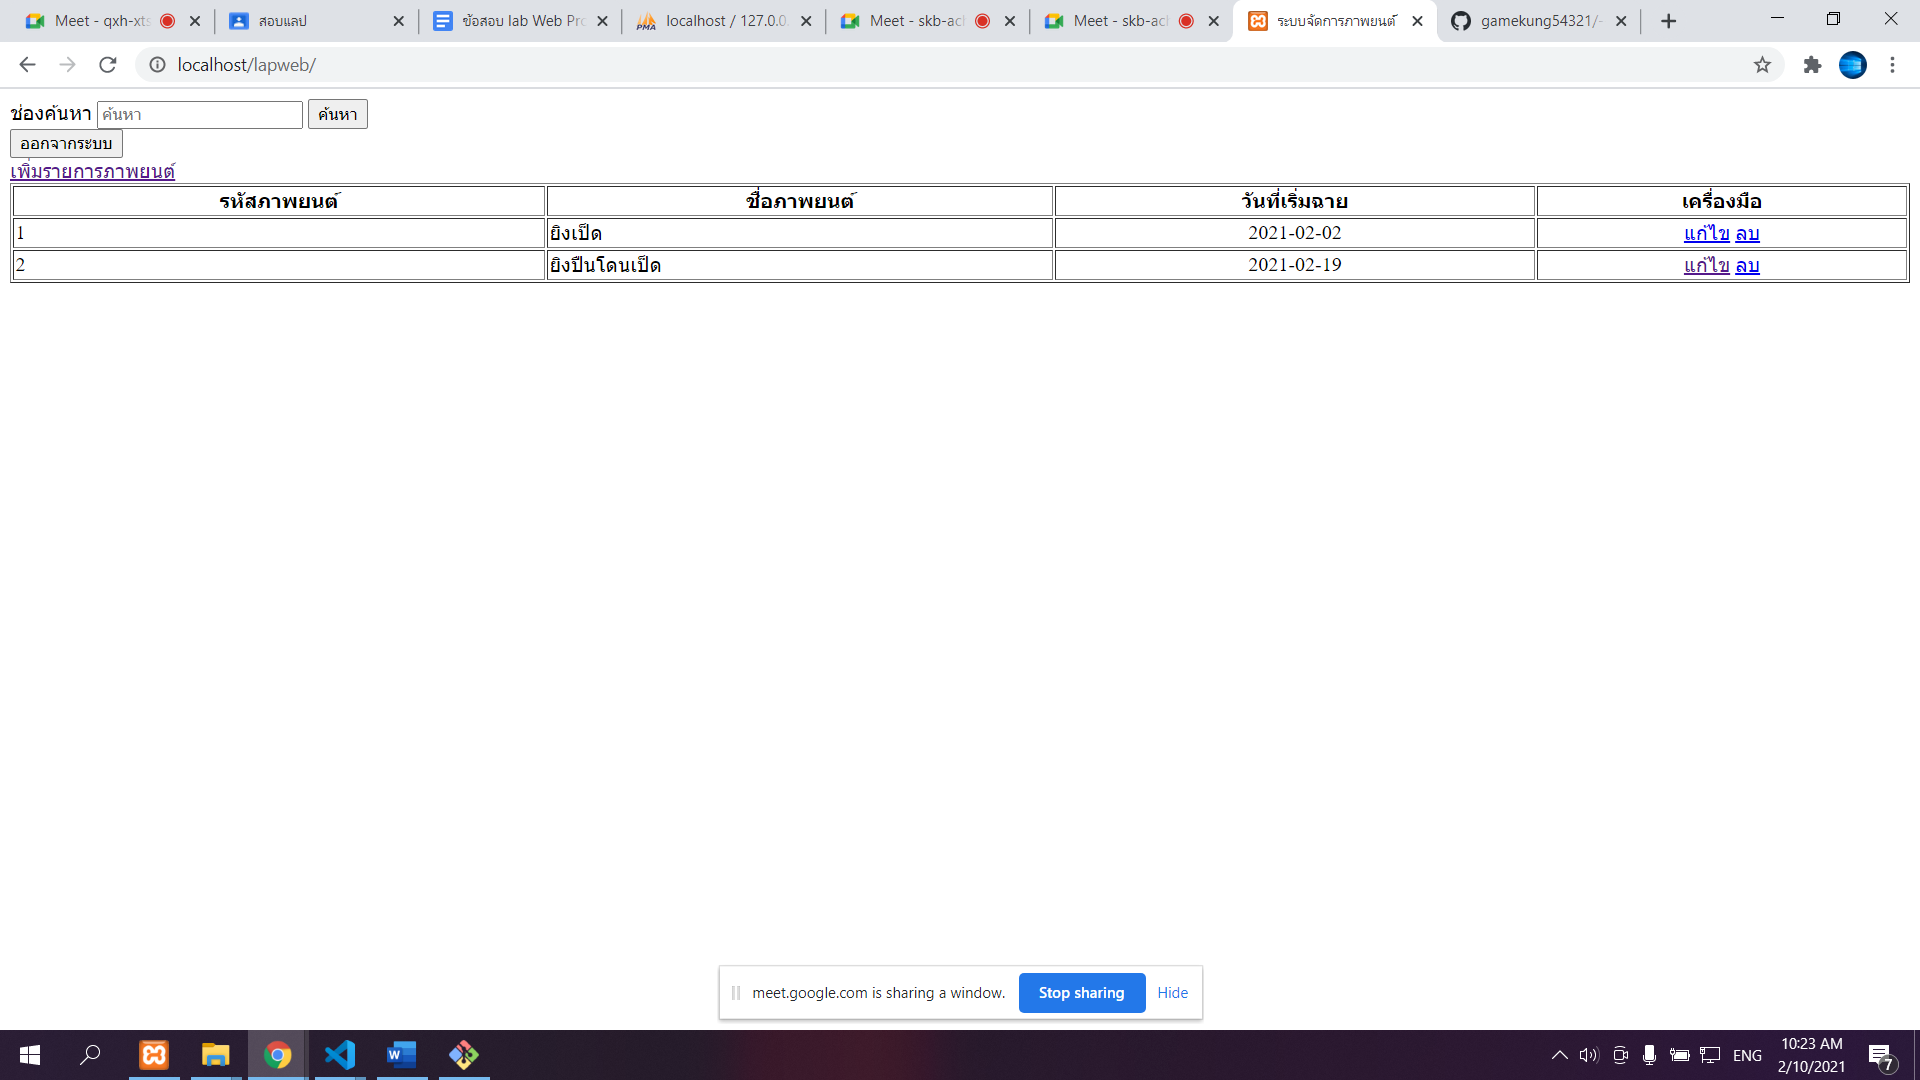 Meet - qxh-xts
สอบแลป
ข้อสอบ lab Web Pro
localhost / 127.0.0.
Meet - skb-ach
Meet - skb-ach
ระบบจัดการภาพยนต์
gamekung54321/-
localhost/lapweb/
ช่องค้นหา ค้นหา ค้นหา
ออกจากระบบ
เพิ่มรายการภาพยนต์
รหัสภาพยนต์ ชื่อภาพยนต์ วันที่เริ่มฉาย เครื่องมือ
1 ยิงเป็ด 2021-02-02 แก้ไข ลบ
2 ยิงปืนโดนเป็ด 2021-02-19 แก้ไข ลบ
meet.google.com is sharing a window. Stop sharing Hide
ENG
10:23 AM
2/10/2021
7